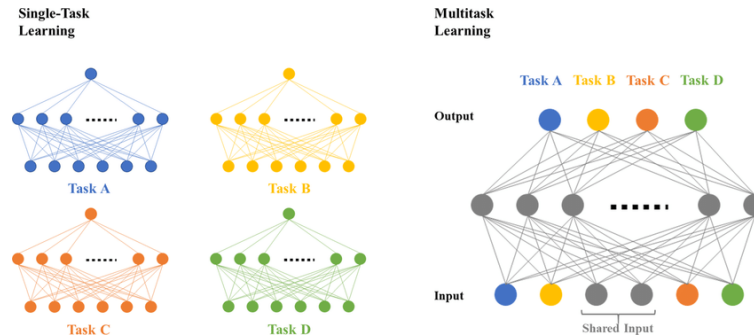 Single-Task
Learning
Task A
Task B
Task C
Task D
Multitask
Learning
Task A Task B Task C Task D
Output
Input
Shared Input